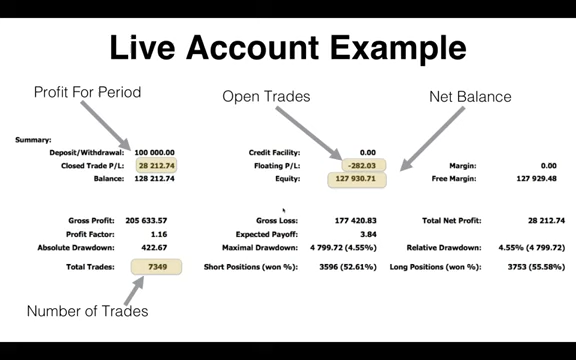 Live Account Example
Profit For Period
Open Trades
Net Balance
Summary:
Deposit/Withdrawal: 100 000.00 Credit Facility: 0.00
Closed Trade P/L: 28 212.74 Floating P/L: -282.03 Margin: 0.00
Balance: 128 212.74 Equity: 127 930.71 Free Margin: 127 929.48
Gross Profit: 205 633.57 Gross Loss: 177 420.83 Total Net Profit: 28 212.74
Profit Factor: 1.16 Expected Payoff: 3.84
Absolute Drawdown: 422.67 Maximal Drawdown: 4 799.72 (4.55%) Relative Drawdown: 4.55% (4 799.72)
Total Trades: 7349 Short Positions (won %): 3596 (52.61%) Long Positions (won %): 3753 (55.58%)
Number of Trades